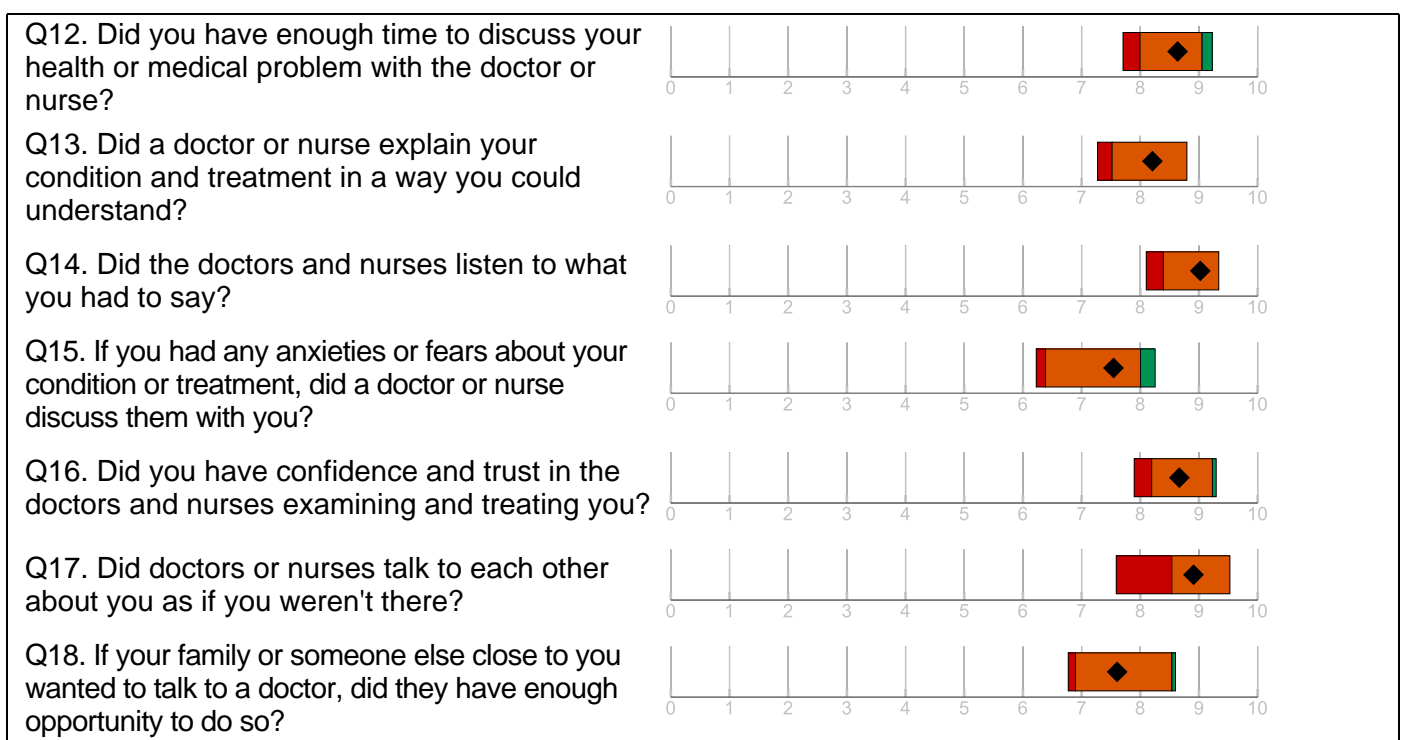 Q12. Did you have enough time to discuss your
health or medical problem with the doctor or
nurse?
0 1 2 3 4 5 6 7 8 9 10
Q13. Did a doctor or nurse explain your
condition and treatment in a way you could
understand?
0 1 2 3 4 5 6 7 8 9 10
Q14. Did the doctors and nurses listen to what
you had to say?
0 1 2 3 4 5 6 7 8 9 10
Q15. If you had any anxieties or fears about your
condition or treatment, did a doctor or nurse
discuss them with you?
0 1 2 3 4 5 6 7 8 9 10
Q16. Did you have confidence and trust in the
doctors and nurses examining and treating you?
0 1 2 3 4 5 6 7 8 9 10
Q17. Did doctors or nurses talk to each other
about you as if you weren't there?
0 1 2 3 4 5 6 7 8 9 10
Q18. If your family or someone else close to you
wanted to talk to a doctor, did they have enough
opportunity to do so?
0 1 2 3 4 5 6 7 8 9 10